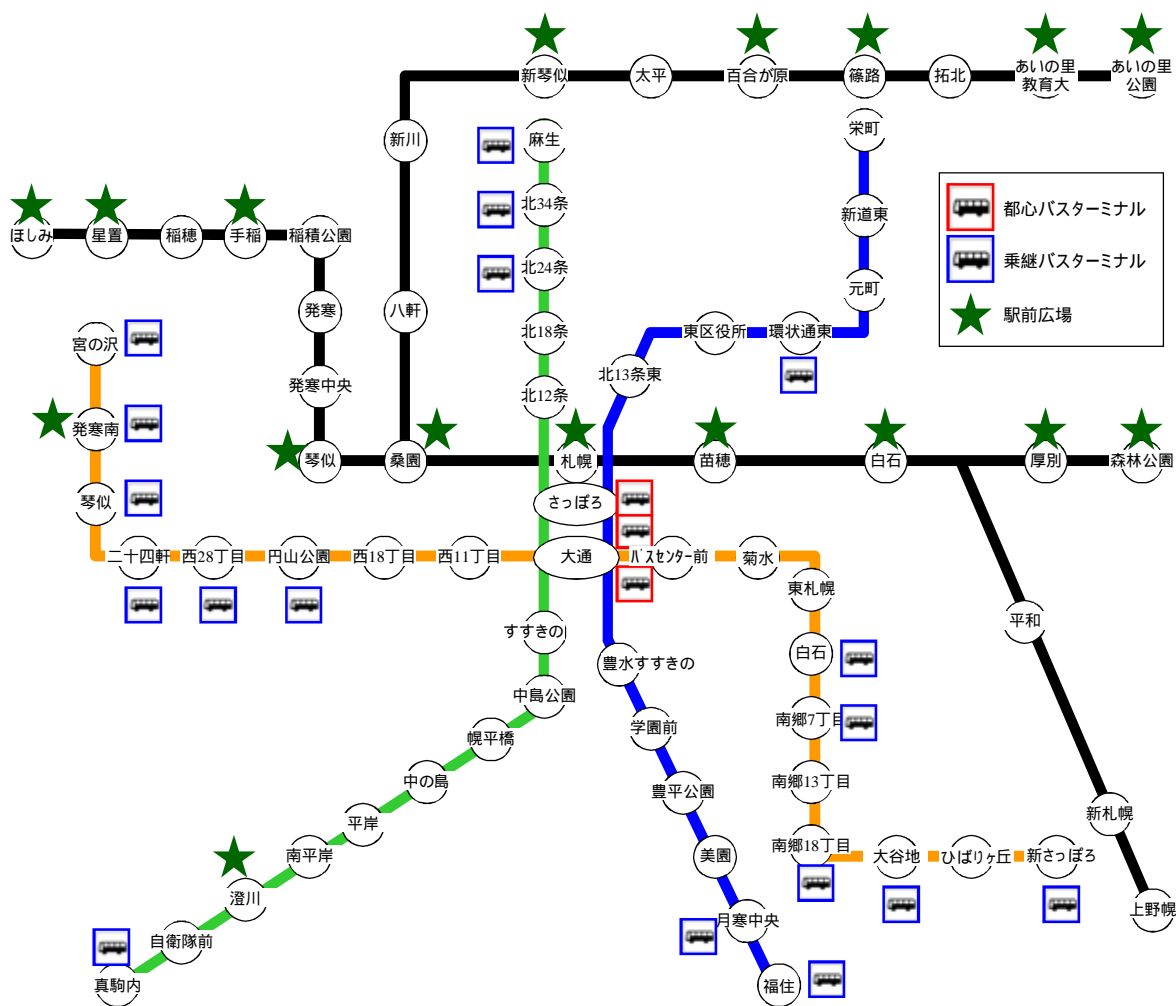 新琴似
太平
百合が原
篠路
拓北
あいの里
教育大
あいの里
公園
新川
麻生
栄町
都心バスターミナル
乗継バスターミナル
駅前広場
北34条
新道東
ほしみ
星置
稲穂
手稲
稲積公園
北24条
元町
発寒
八軒
北18条
東区役所
環状通東
宮の沢
発寒中央
北12条
北13条東
発寒南
琴似
桑園
札幌
苗穂
白石
厚別
森林公園
琴似
さっぽろ
二十四軒
西28丁目
円山公園
西18丁目
西11丁目
大通
バスセンター前
菊水
東札幌
すすきの
豊水すすきの
白石
平和
中島公園
学園前
南郷7丁目
幌平橋
中の島
豊平公園
南郷13丁目
平岸
新札幌
南平岸
美園
南郷18丁目
大谷地
ひばりヶ丘
新さっぽろ
澄川
月寒中央
上野幌
自衛隊前
真駒内
福住